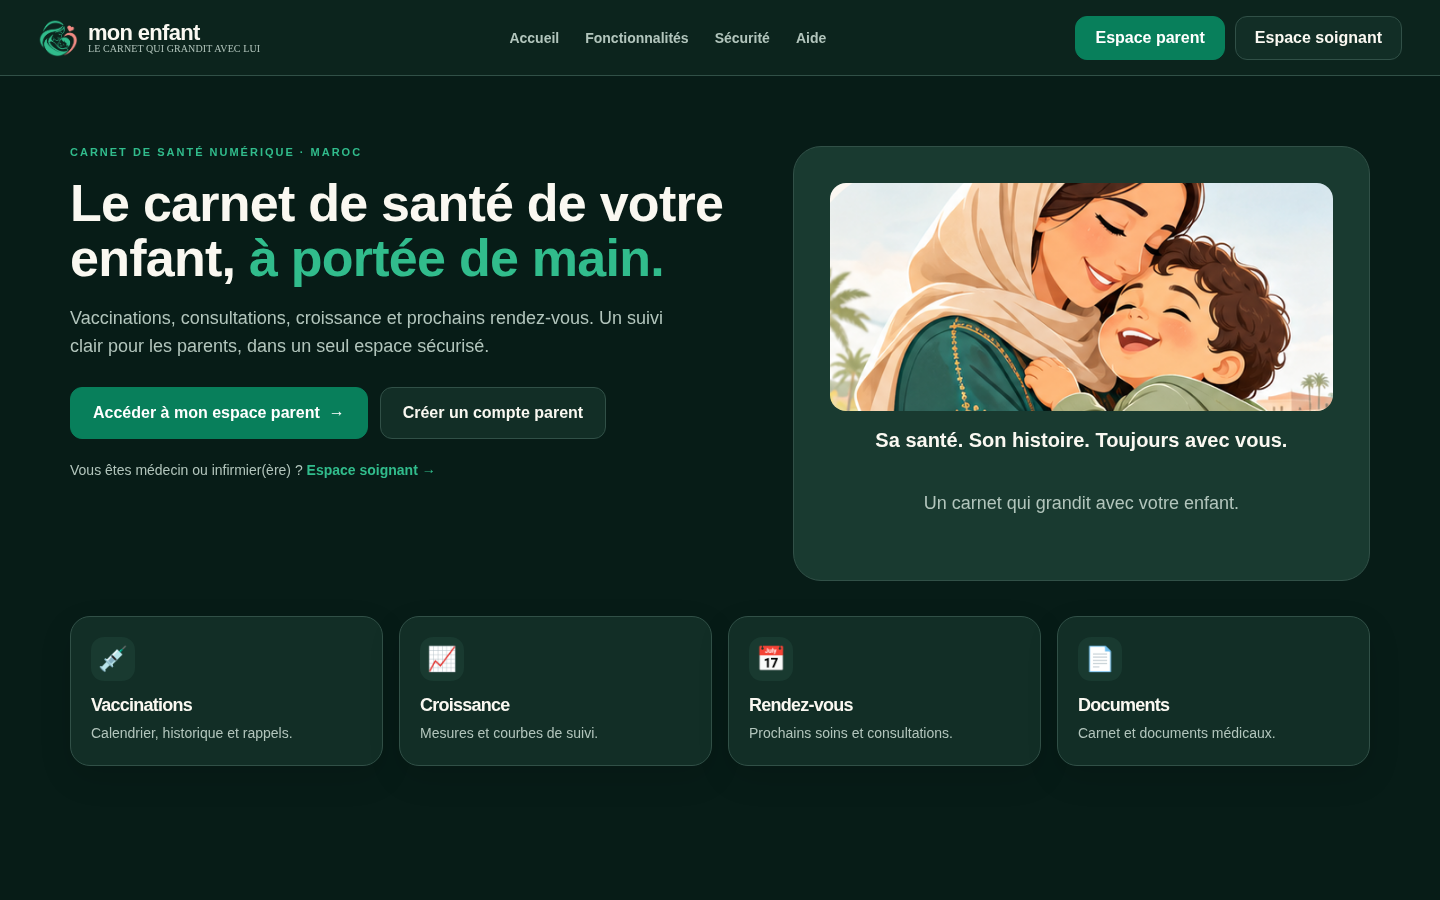 mon enfant
LE CARNET QUI GRANDIT AVEC LUI
Accueil
Fonctionnalités
Sécurité
Aide
Espace parent
Espace soignant
CARNET DE SANTÉ NUMÉRIQUE · MAROC
Le carnet de santé de votre
enfant, à portée de main.
Vaccinations, consultations, croissance et prochains rendez-vous. Un suivi
clair pour les parents, dans un seul espace sécurisé.
Accéder à mon espace parent →
Créer un compte parent
Vous êtes médecin ou infirmier(ère) ? Espace soignant →
Sa santé. Son histoire. Toujours avec vous.
Un carnet qui grandit avec votre enfant.
Vaccinations
Calendrier, historique et rappels.
Croissance
Mesures et courbes de suivi.
July
17
Rendez-vous
Prochains soins et consultations.
Documents
Carnet et documents médicaux.